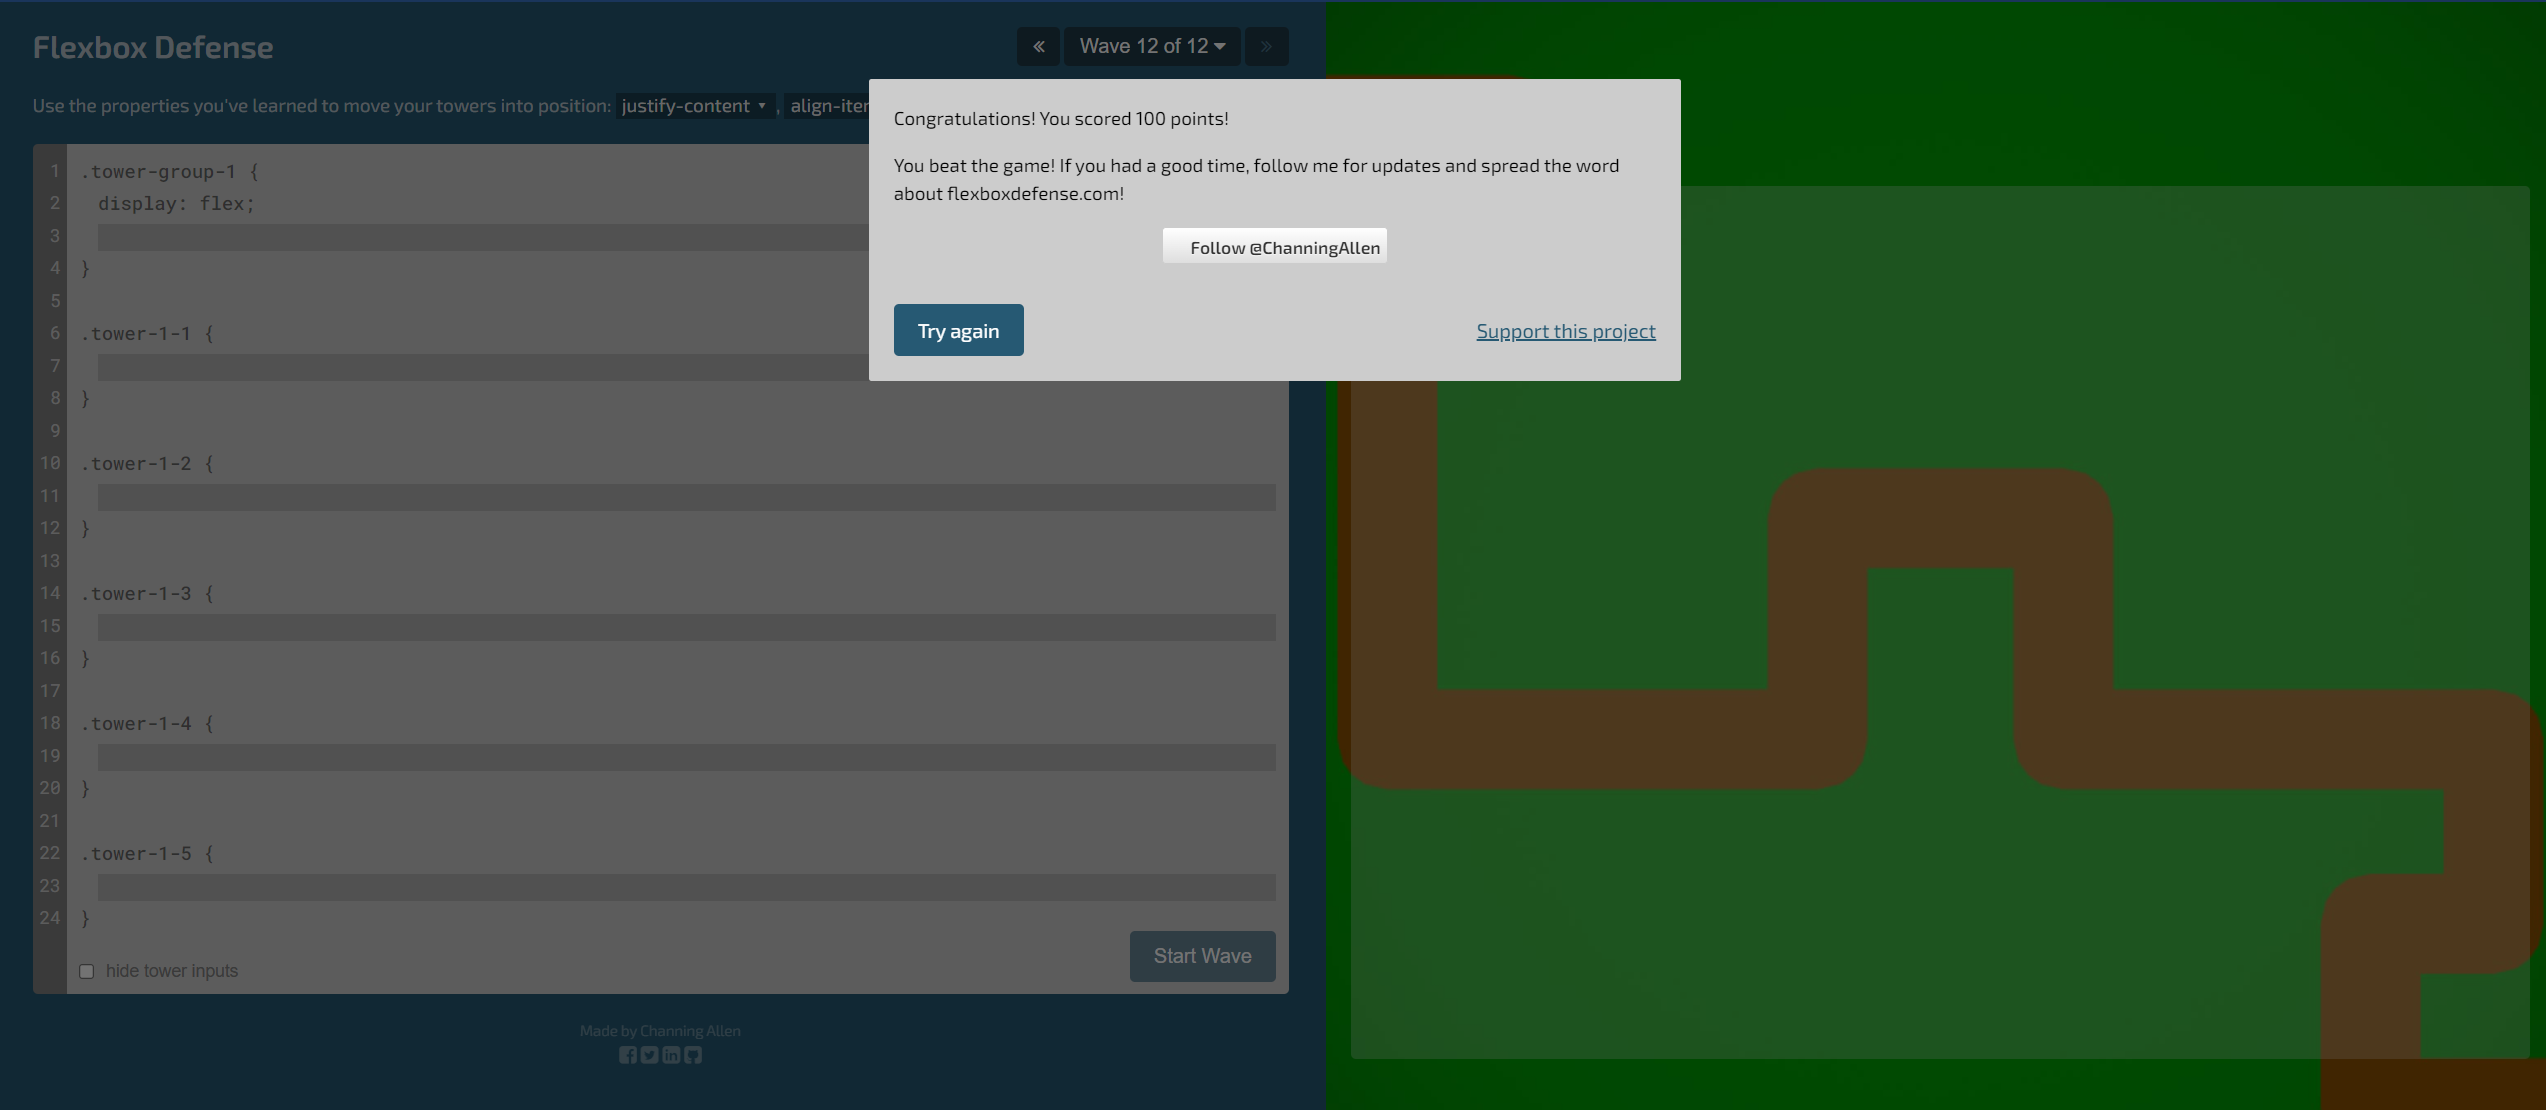 Flexbox Defense
« Wave 12 of 12 »
Use the properties you've learned to move your towers into position: justify-content , align-iter
Congratulations! You scored 100 points!
You beat the game! If you had a good time, follow me for updates and spread the word
about flexboxdefense.com!
Follow @ChanningAllen
Try again
Support this project
1 .tower-group-1 {
2 display: flex;
3
4 }
5
6 .tower-1-1 {
7
8 }
9
10 .tower-1-2 {
11
12 }
13
14 .tower-1-3 {
15
16 }
17
18 .tower-1-4 {
19
20 }
21
22 .tower-1-5 {
23
24 }
hide tower inputs
Start Wave
Made by Channing Allen